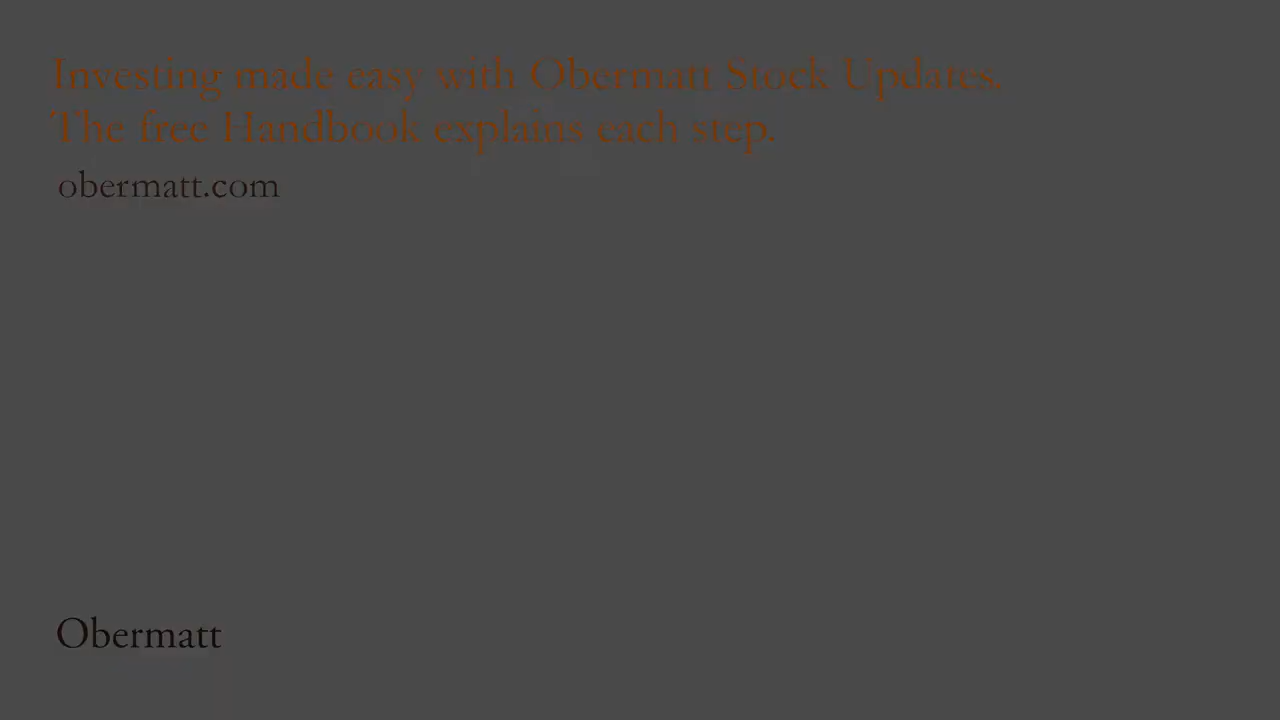 Investing made easy with Obermatt Stock Updates.
The free Handbook explains each step.
obermatt.com
Obermatt